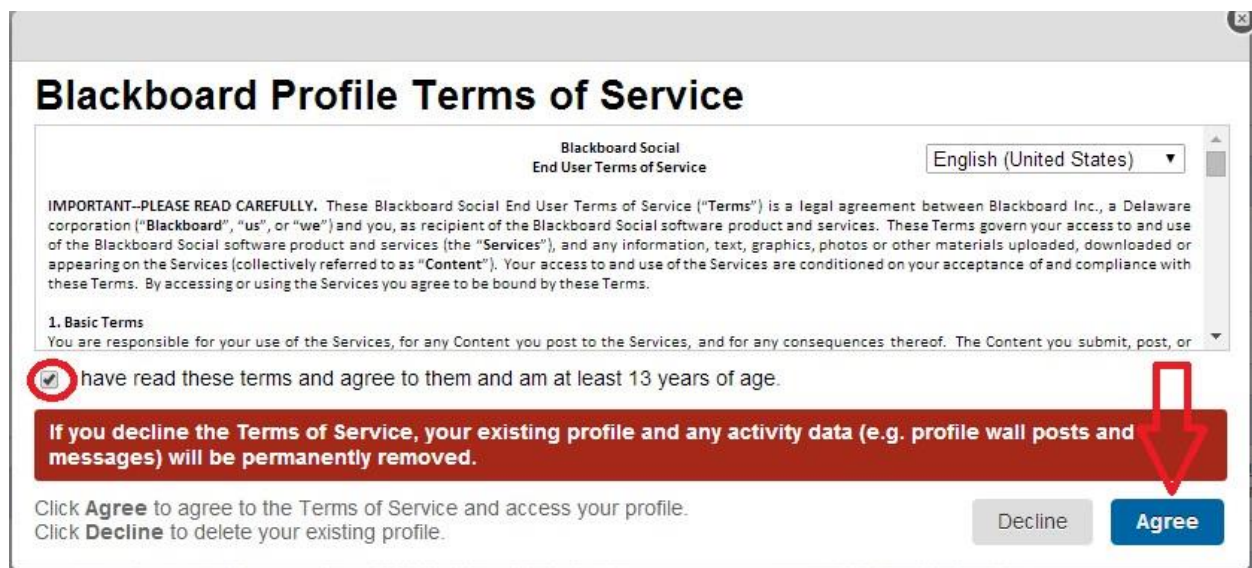 Blackboard Profile Terms of Service
Blackboard Social
End User Terms of Service
English (United States)
IMPORTANT--PLEASE READ CAREFULLY. These Blackboard Social End User Terms of Service (“Terms”) is a legal agreement between Blackboard Inc., a Delaware
corporation (“Blackboard”, “us”, or “we”) and you, as recipient of the Blackboard Social software product and services. These Terms govern your access to and use
of the Blackboard Social software product and services (the “Services”), and any information, text, graphics, photos or other materials uploaded, downloaded or
appearing on the Services (collectively referred to as “Content”). Your access to and use of the Services are conditioned on your acceptance of and compliance with
these Terms. By accessing or using the Services you agree to be bound by these Terms.
1. Basic Terms
You are responsible for your use of the Services, for any Content you post to the Services, and for any consequences thereof. The Content you submit, post, or
have read these terms and agree to them and am at least 13 years of age.
If you decline the Terms of Service, your existing profile and any activity data (e.g. profile wall posts and
messages) will be permanently removed.
Click Agree to agree to the Terms of Service and access your profile.
Click Decline to delete your existing profile.
Decline
Agree